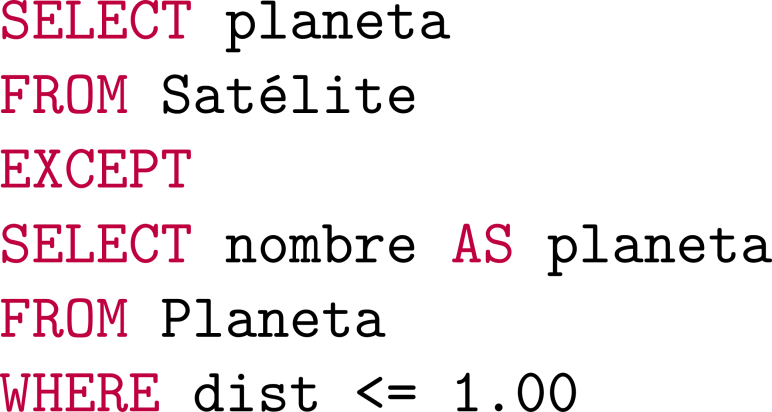 SELECT planeta
FROM Satélite
EXCEPT
SELECT nombre AS planeta
FROM Planeta
WHERE dist <= 1.00